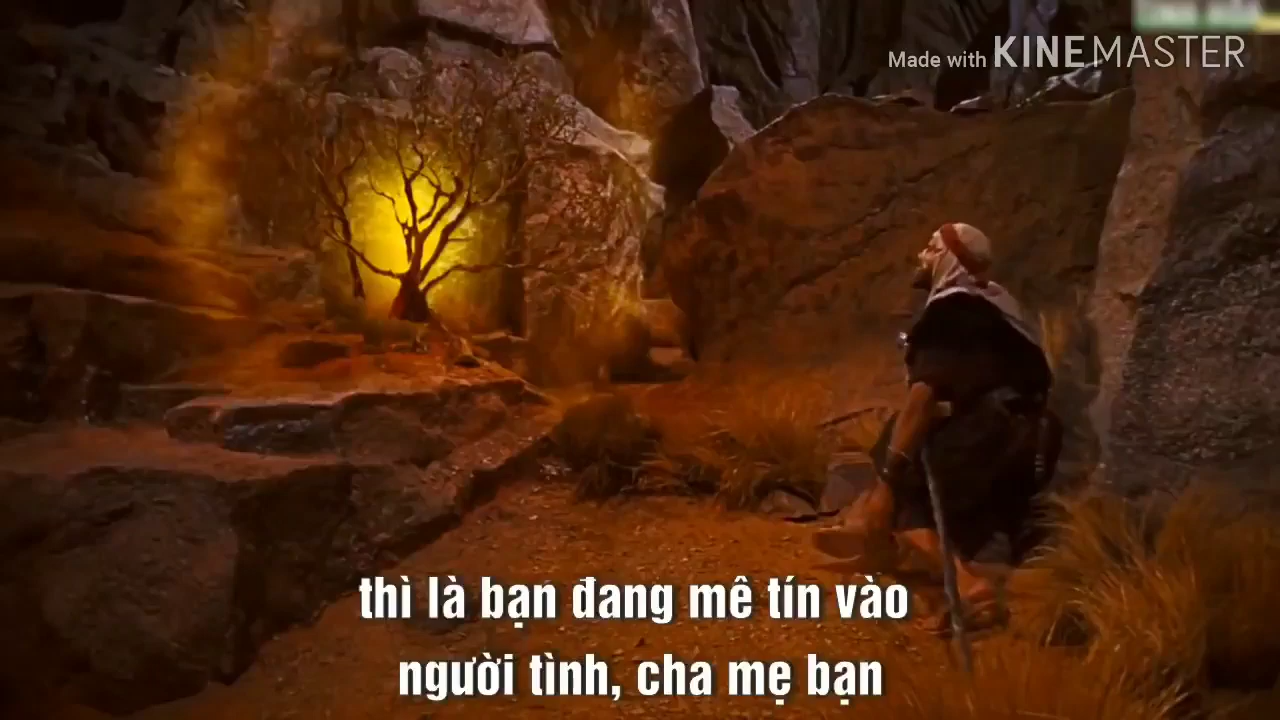 Made with KINEMASTER
thì là bạn đang mê tín vào
người tình, cha mẹ bạn